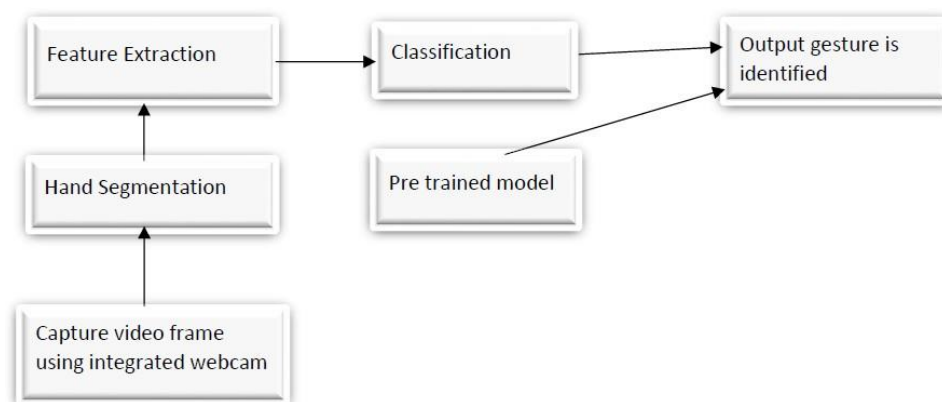 Feature Extraction
Classification
Output gesture is
identified
Hand Segmentation
Pre trained model
Capture video frame
using integrated webcam